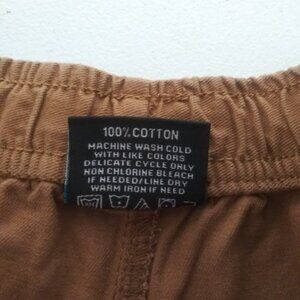 100% COTTON
MACHINE WASH COLD
WITH LIKE COLORS
DELICATE CYCLE ONLY
NON CHLORINE BLEACH
IF NEEDED/LINE DRY
WARM IRON IF NEED